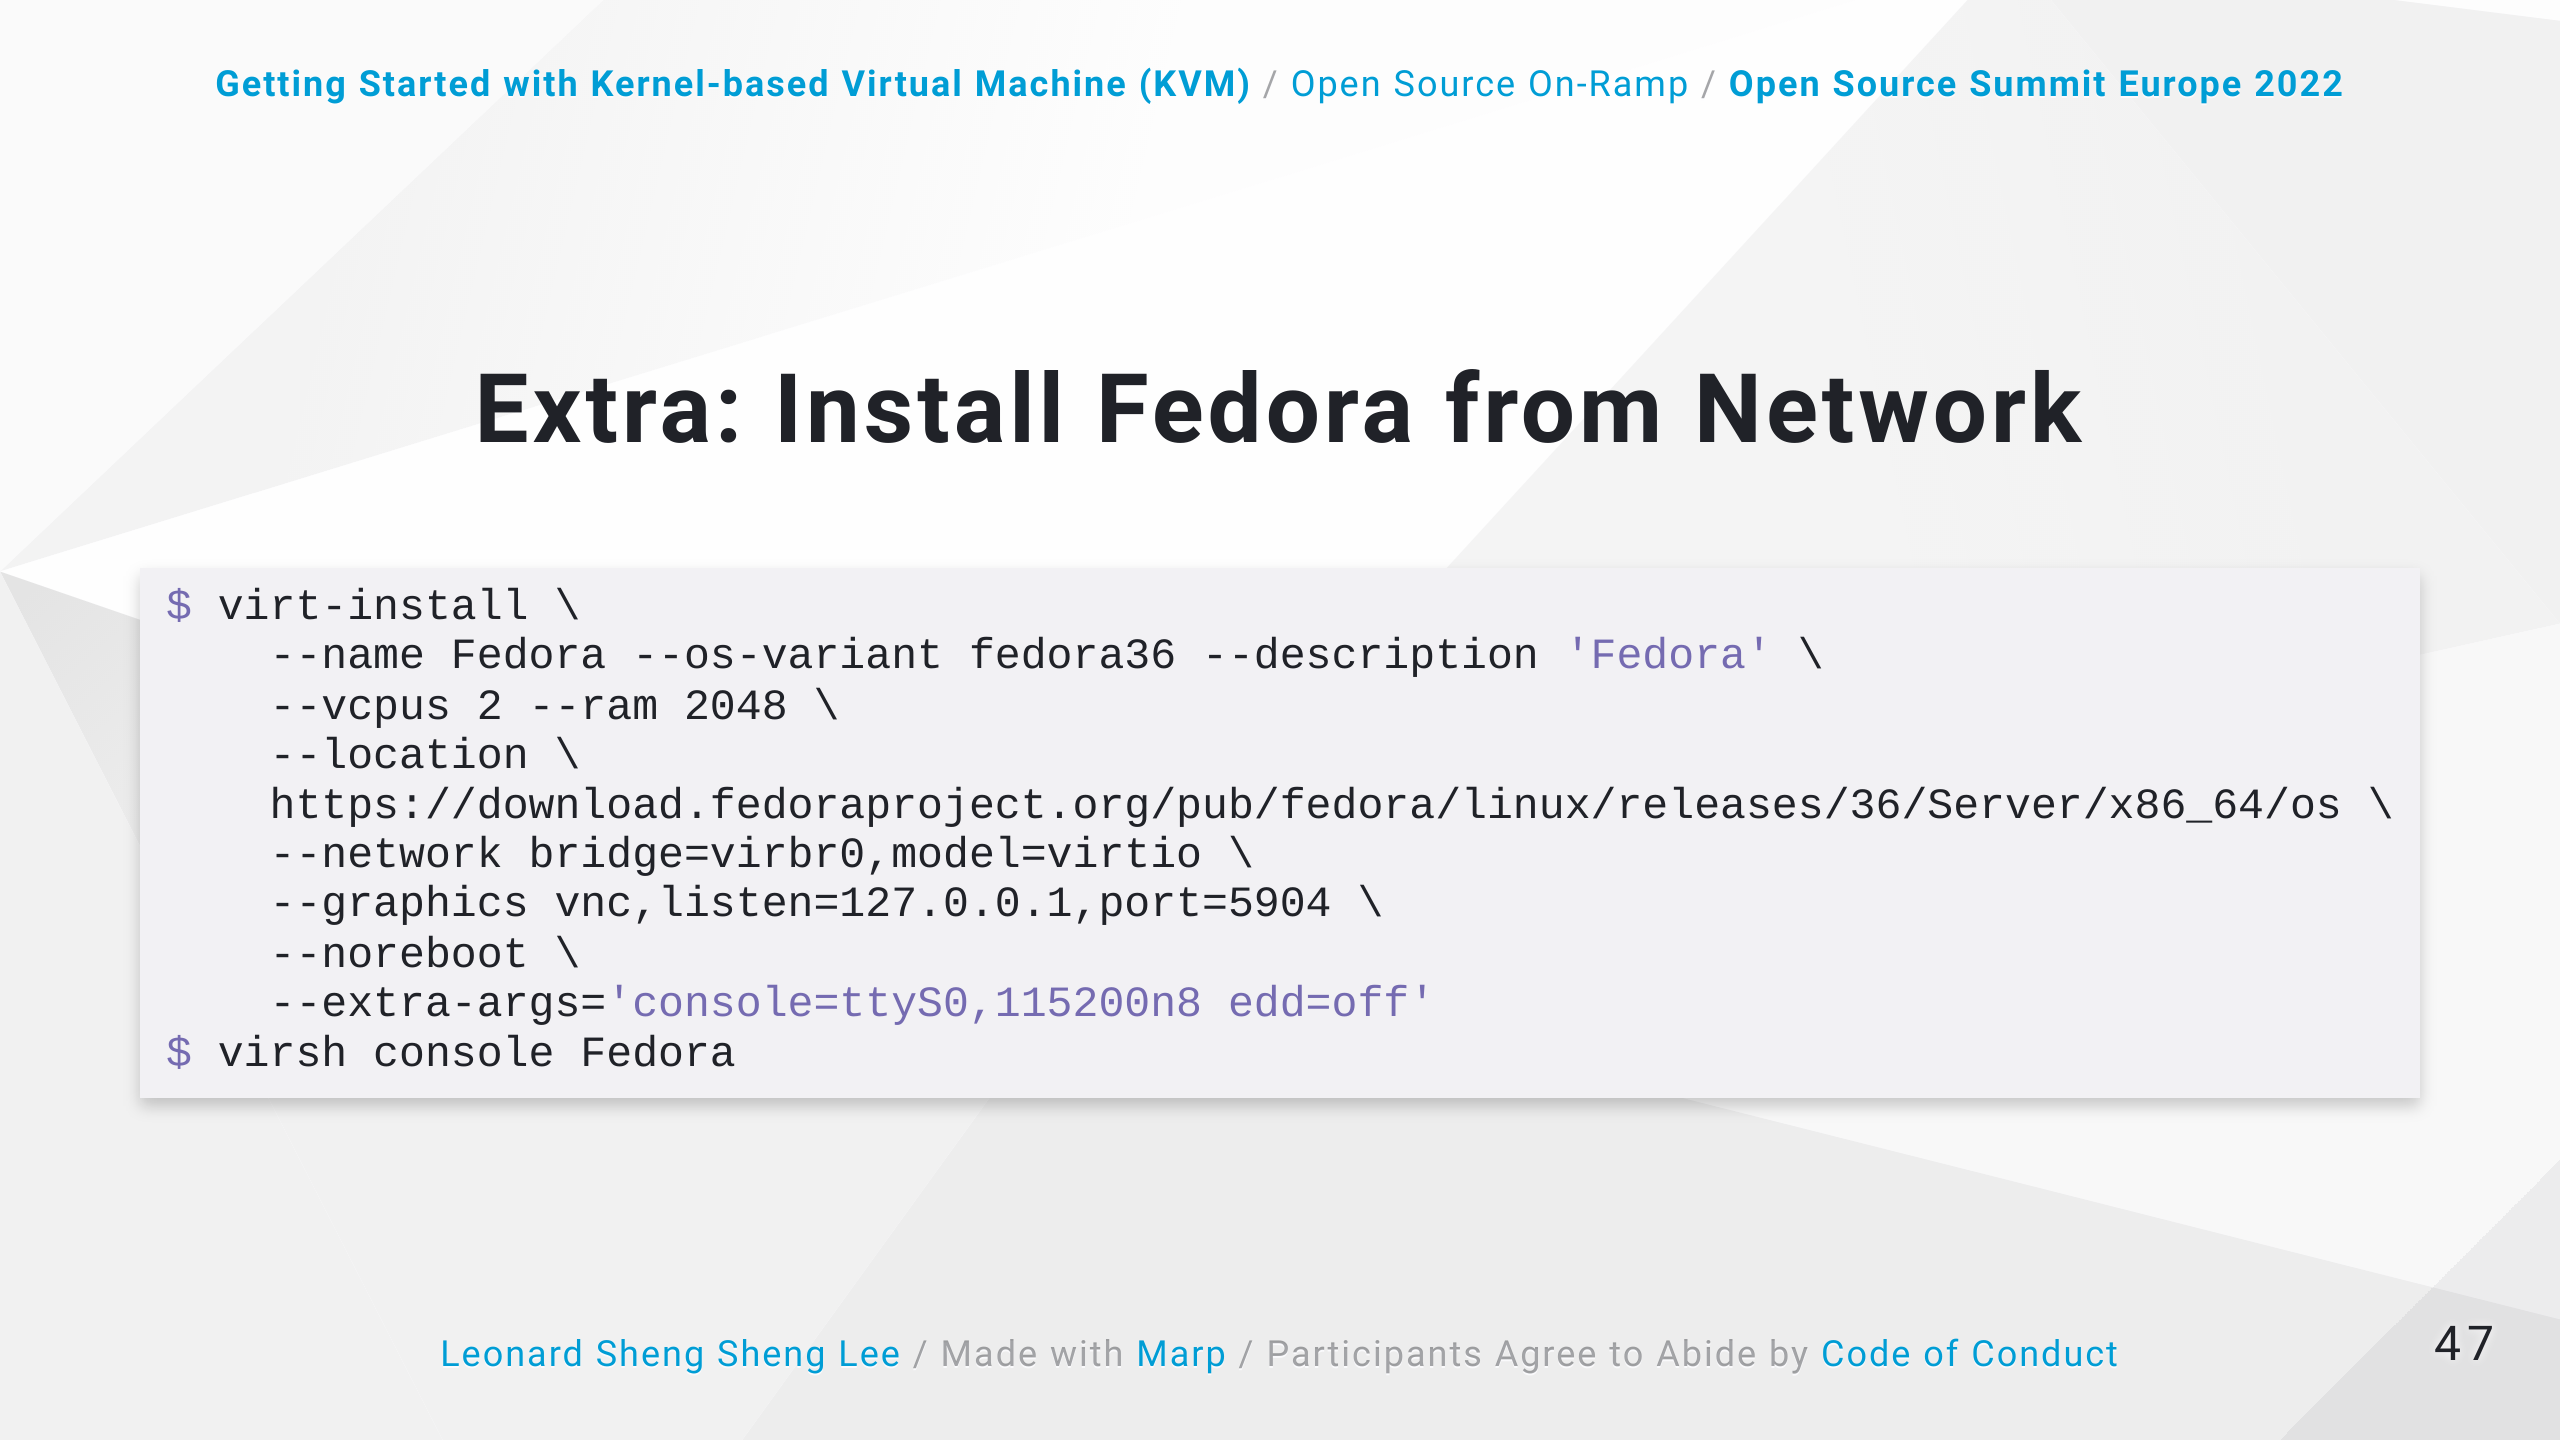 Getting Started with Kernel-based Virtual Machine (KVM) / Open Source On-Ramp / Open Source Summit Europe 2022
Extra: Install Fedora from Network
$ virt-install \
    --name Fedora --os-variant fedora36 --description 'Fedora' \
    --vcpus 2 --ram 2048 \
    --location \
    https://download.fedoraproject.org/pub/fedora/linux/releases/36/Server/x86_64/os \
    --network bridge=virbr0,model=virtio \
    --graphics vnc,listen=127.0.0.1,port=5904 \
    --noreboot \
    --extra-args='console=ttyS0,115200n8 edd=off'
$ virsh console Fedora
Leonard Sheng Sheng Lee / Made with Marp / Participants Agree to Abide by Code of Conduct
47